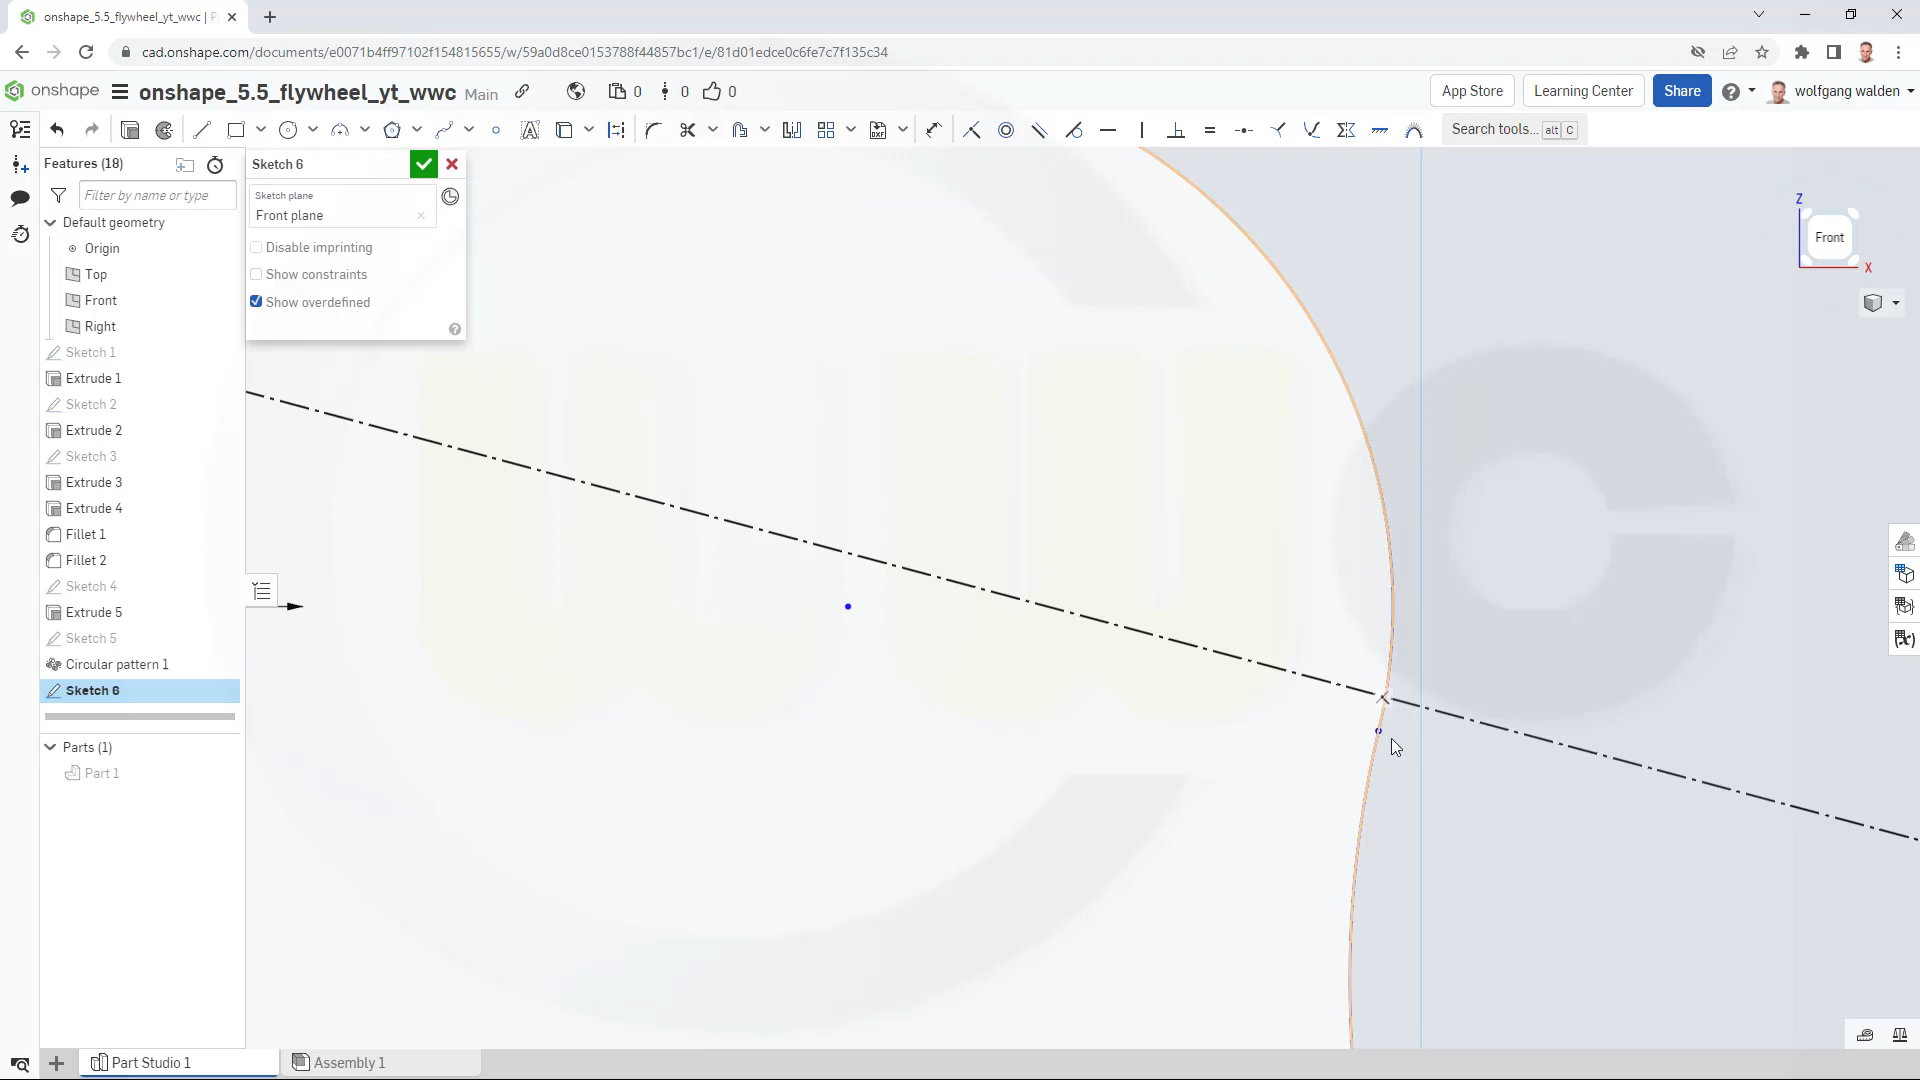 onshape_5.5_flywheel_yt_wwc | P
cad.onshape.com/documents/e0071b4ff97102f154815655/w/59a0d8ce0153788f44857bc1/e/81d01edce0c6fe7c7f135c34
onshape
onshape_5.5_flywheel_yt_wwc Main
0
0
0
App Store
Learning Center
Share
wolfgang walden
Search tools... alt C
Features (18)
Filter by name or type
Default geometry
Origin
Top
Front
Right
Sketch 1
Extrude 1
Sketch 2
Extrude 2
Sketch 3
Extrude 3
Extrude 4
Fillet 1
Fillet 2
Sketch 4
Extrude 5
Sketch 5
Circular pattern 1
Sketch 6
Parts (1)
Part 1
Sketch 6
Sketch plane
Front plane
Disable imprinting
Show constraints
Show overdefined
Z
Front
X
WWC
Part Studio 1
Assembly 1